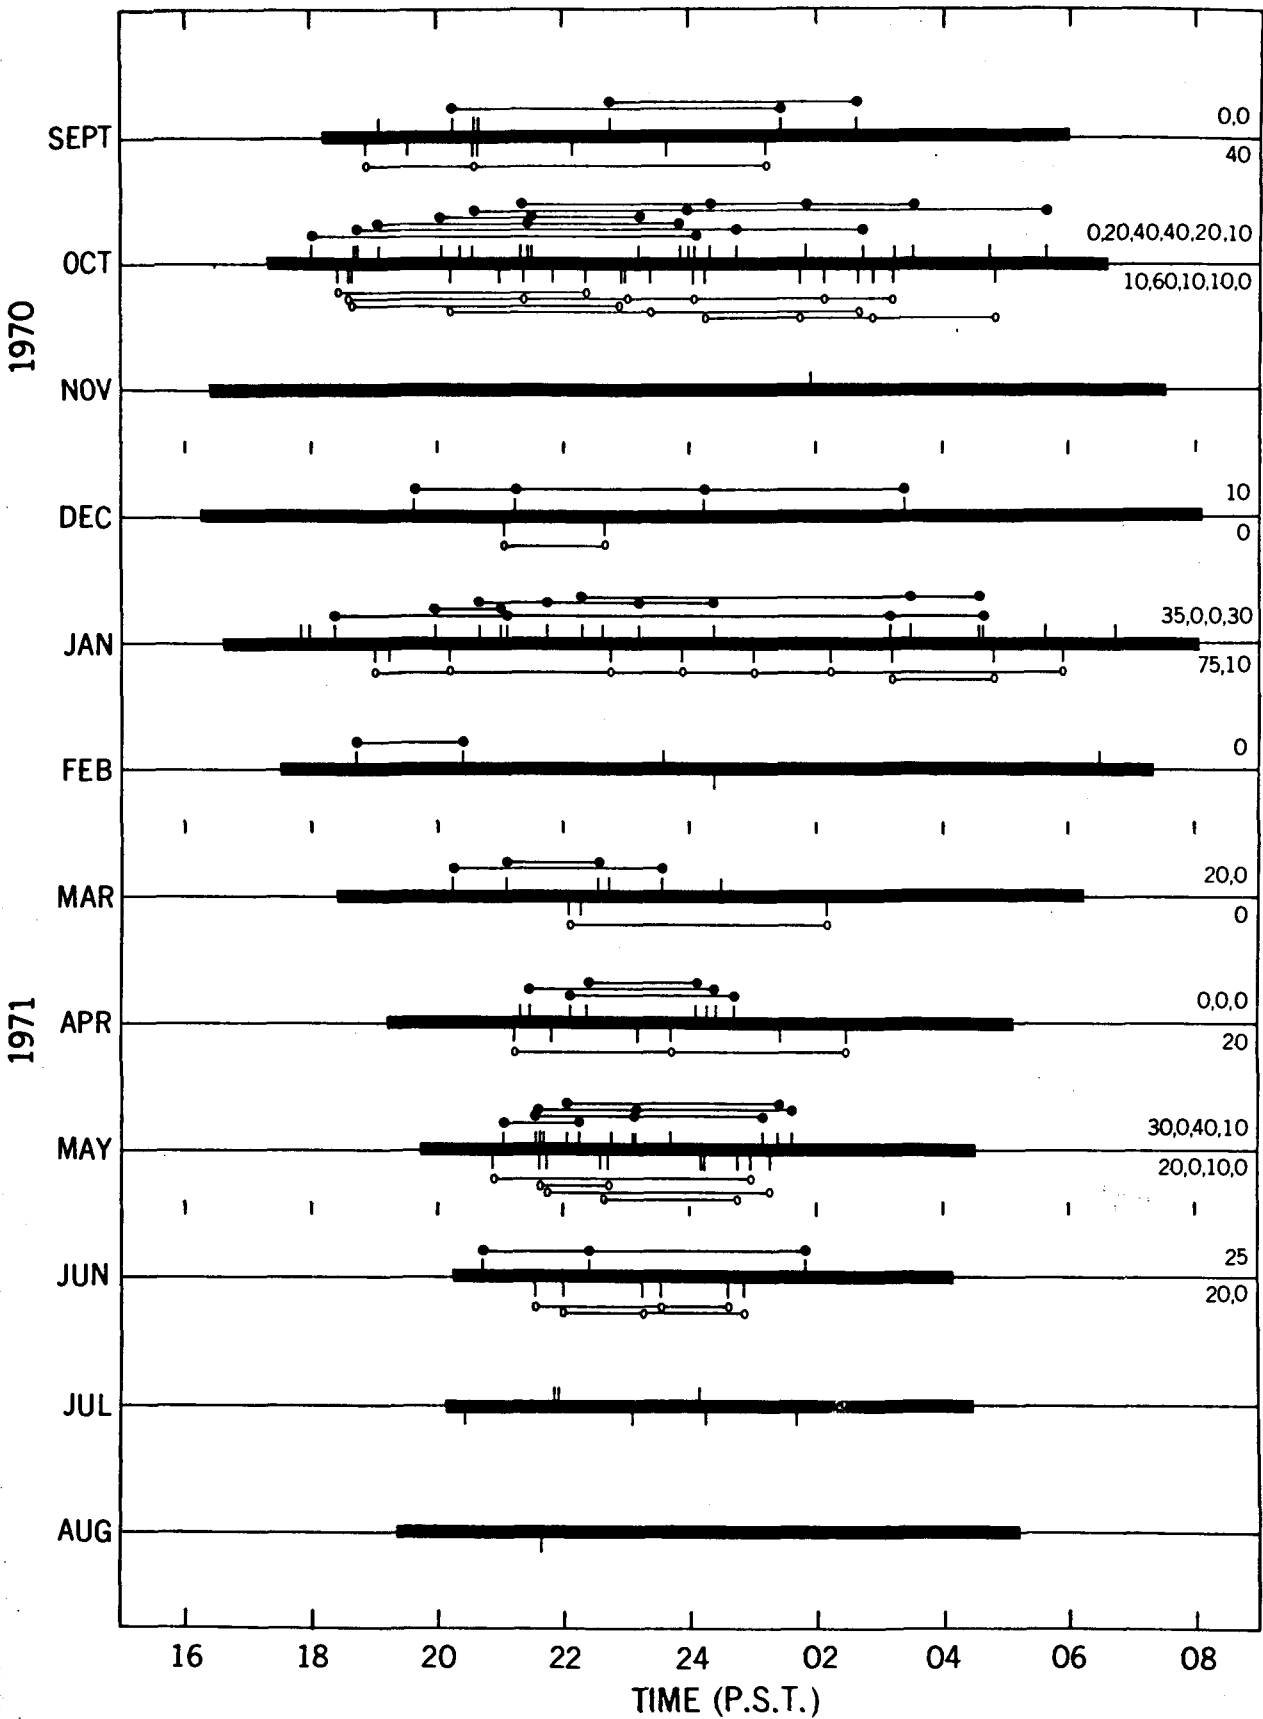 1970
SEPT
0,0
40
OCT
0,20,40,40,20,10
10,60,10,10,0
NOV
DEC
10
0
JAN
35,0,0,30
75,10
FEB
0
1971
MAR
20,0
0
APR
0,0,0
20
MAY
30,0,40,10
20,0,10,0
JUN
25
20,0
JUL
AUG
16 18 20 22 24 02 04 06 08
TIME (P.S.T.)